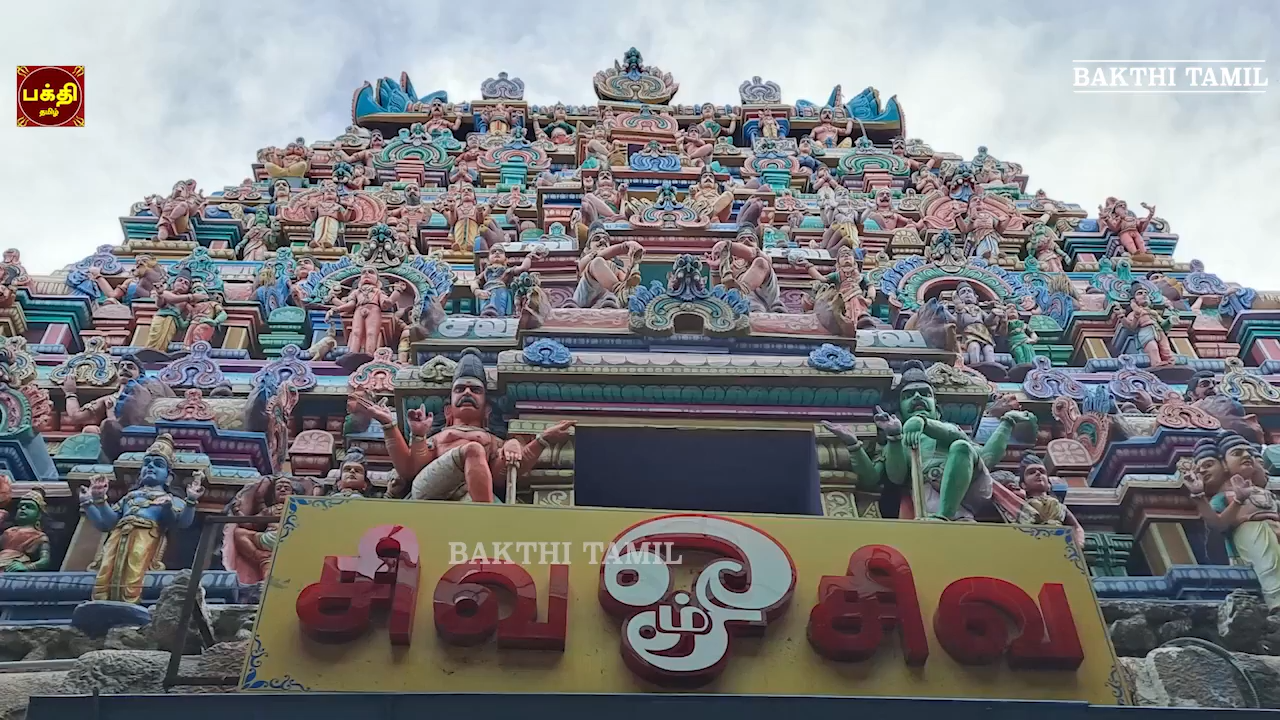 பக்தி
தமிழ்
BAKTHI TAMIL
சிவ சிவ
BAKTHI TAMIL
சிவ ஓம் சிவ